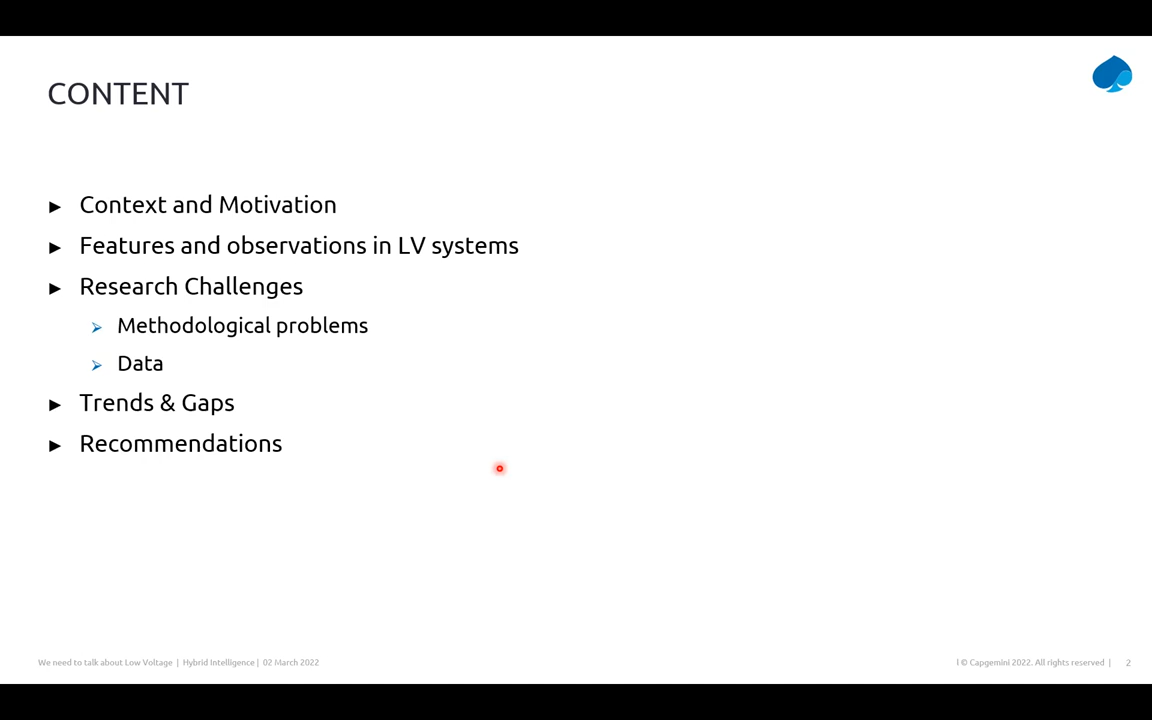 CONTENT
► Context and Motivation
► Features and observations in LV systems
► Research Challenges
➢ Methodological problems
➢ Data
► Trends & Gaps
► Recommendations
We need to talk about Low Voltage | Hybrid Intelligence | 02 March 2022
l © Capgemini 2022. All rights reserved | 2